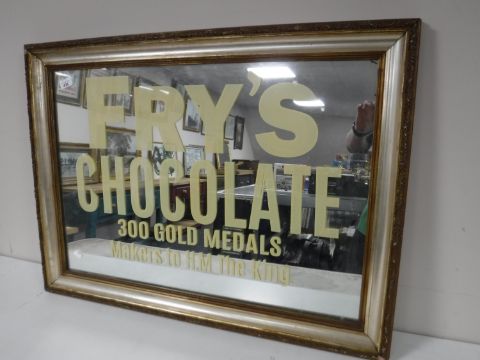 FRY'S
CHOCOLATE
300 GOLD MEDALS
Makers to H.M. The King.